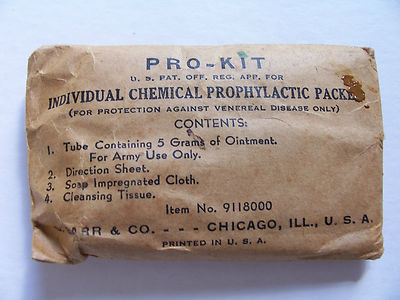 PRO-KIT
U. S. PAT. OFF. REG. APP. FOR
INDIVIDUAL CHEMICAL PROPHYLACTIC
(FOR PROTECTION AGAINST VENEREAL DISEASE ONLY)
CONTENTS:
1. Tube Containing 5 Grams of Ointment.
For Army Use Only.
2. Direction Sheet.
3. Soap Impregnated Cloth.
4. Cleansing Tissue.
Item No. 9118000
& CO. - - - CHICAGO, ILL., U. S. A.
PRINTED IN U. S. A.